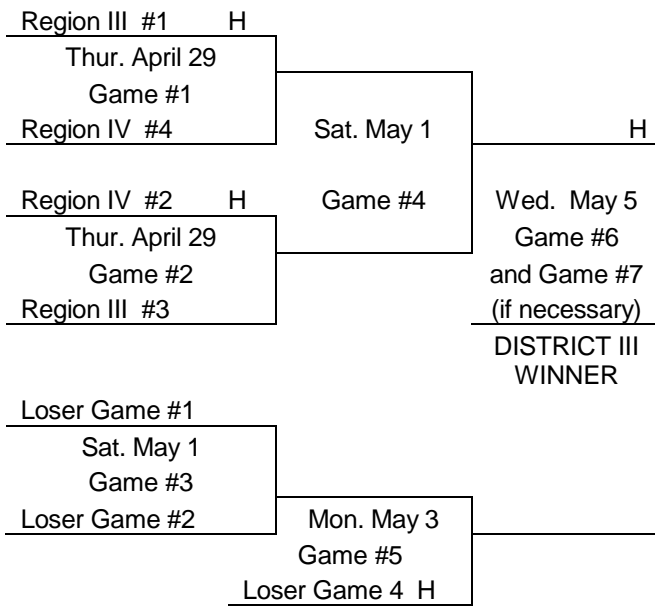 Region III #1 H
Thur. April 29
Game #1
Region IV #4
Sat. May 1
H
Region IV #2 H
Game #4
Wed. May 5
Thur. April 29
Game #6
Game #2
and Game #7
Region III #3
(if necessary)
DISTRICT III
WINNER
Loser Game #1
Sat. May 1
Game #3
Loser Game #2
Mon. May 3
Game #5
Loser Game 4 H